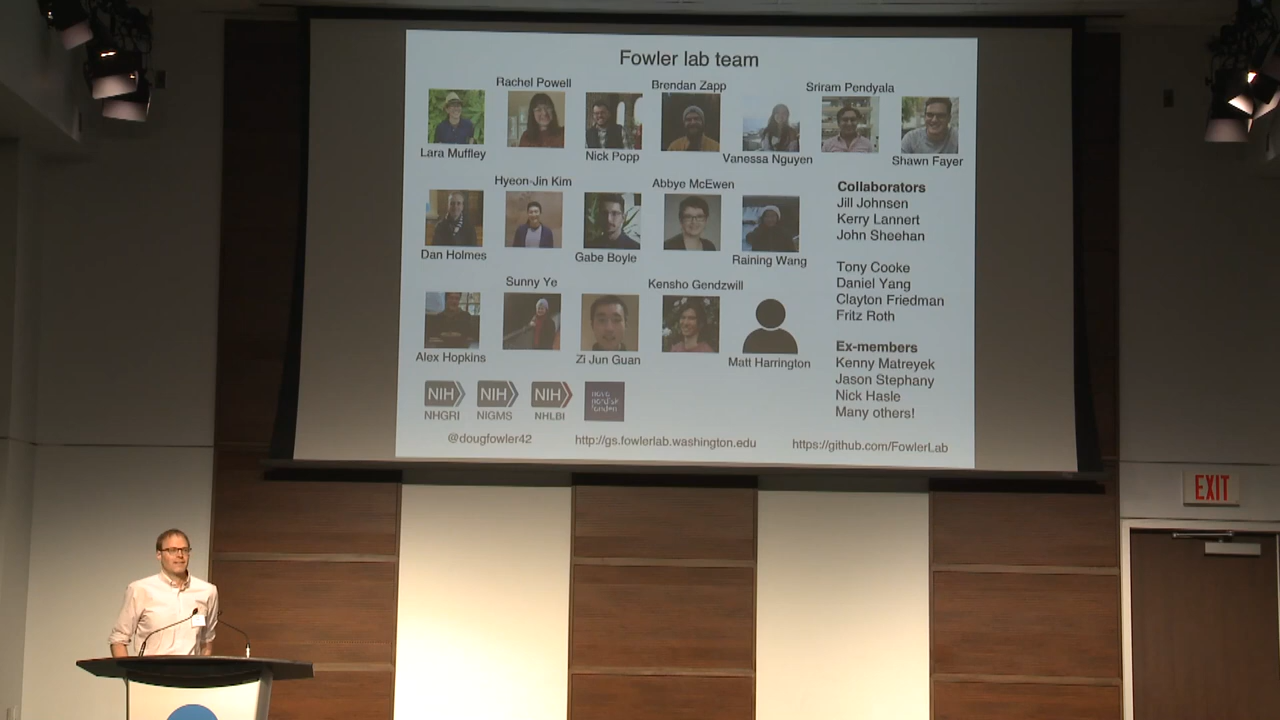 Fowler lab team
Rachel Powell
Brendan Zapp
Sriram Pendyala
Lara Muffley
Nick Popp
Vanessa Nguyen
Shawn Fayer
Hyeon-Jin Kim
Abbye McEwen
Dan Holmes
Gabe Boyle
Raining Wang
Sunny Ye
Kensho Gendzwill
Alex Hopkins
Zi Jun Guan
Matt Harrington
Collaborators
Jill Johnsen
Kerry Lannert
John Sheehan
Tony Cooke
Daniel Yang
Clayton Friedman
Fritz Roth
Ex-members
Kenny Matreyek
Jason Stephany
Nick Hasle
Many others!
NIH NIH NIH
NHGRI NIGMS NHLBI
@dougfowler42 http://gs.fowlerlab.washington.edu https://github.com/FowlerLab
EXIT